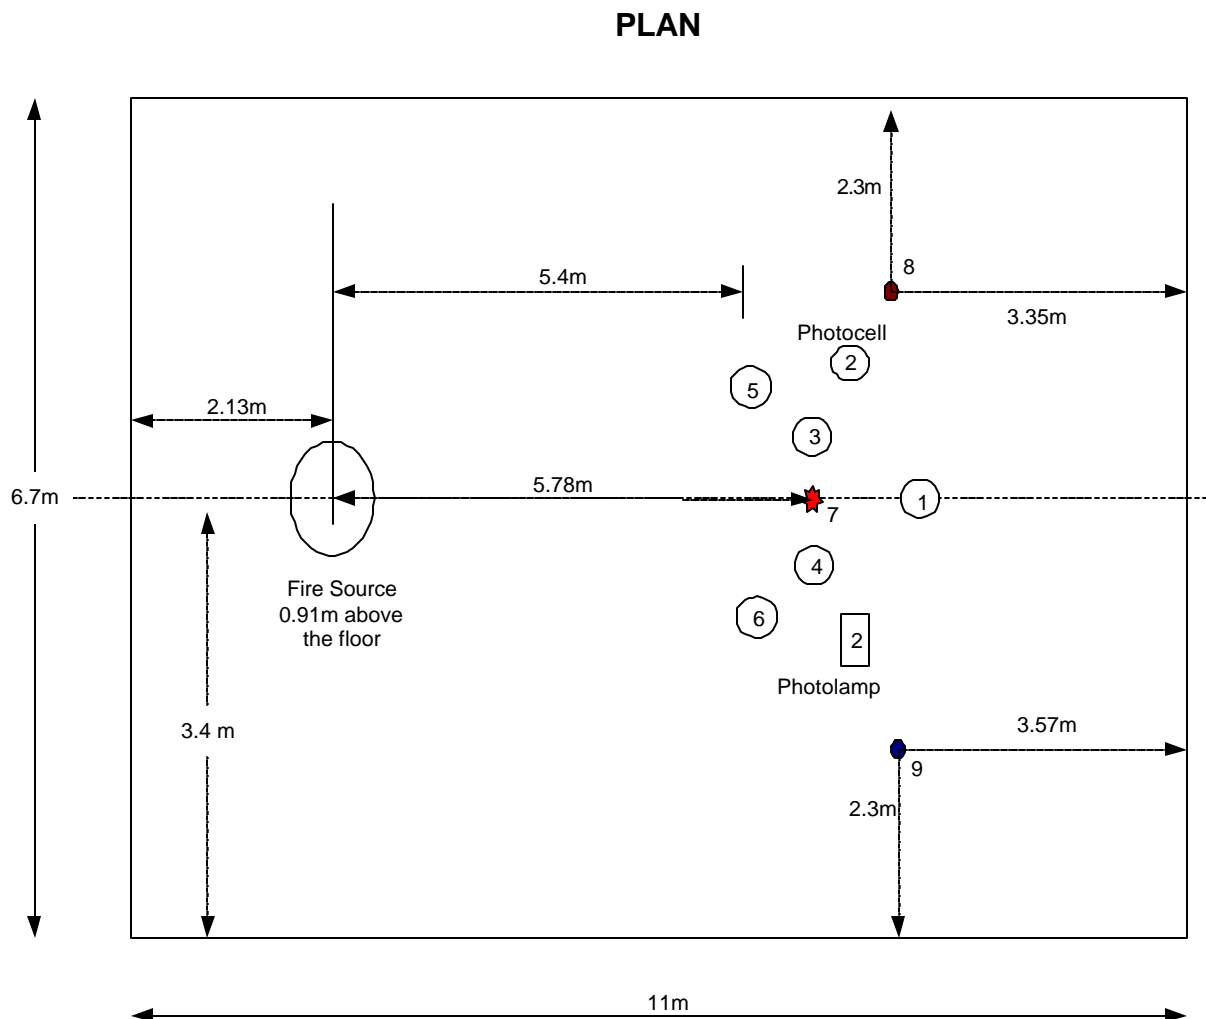 PLAN
2.3m
8
5.4m
3.35m
Photocell
2
5
2.13m
3
5.78m
6.7m
1
7
4
Fire Source
0.91m above
the floor
6
2
Photolamp
3.4 m
3.57m
9
2.3m
11m